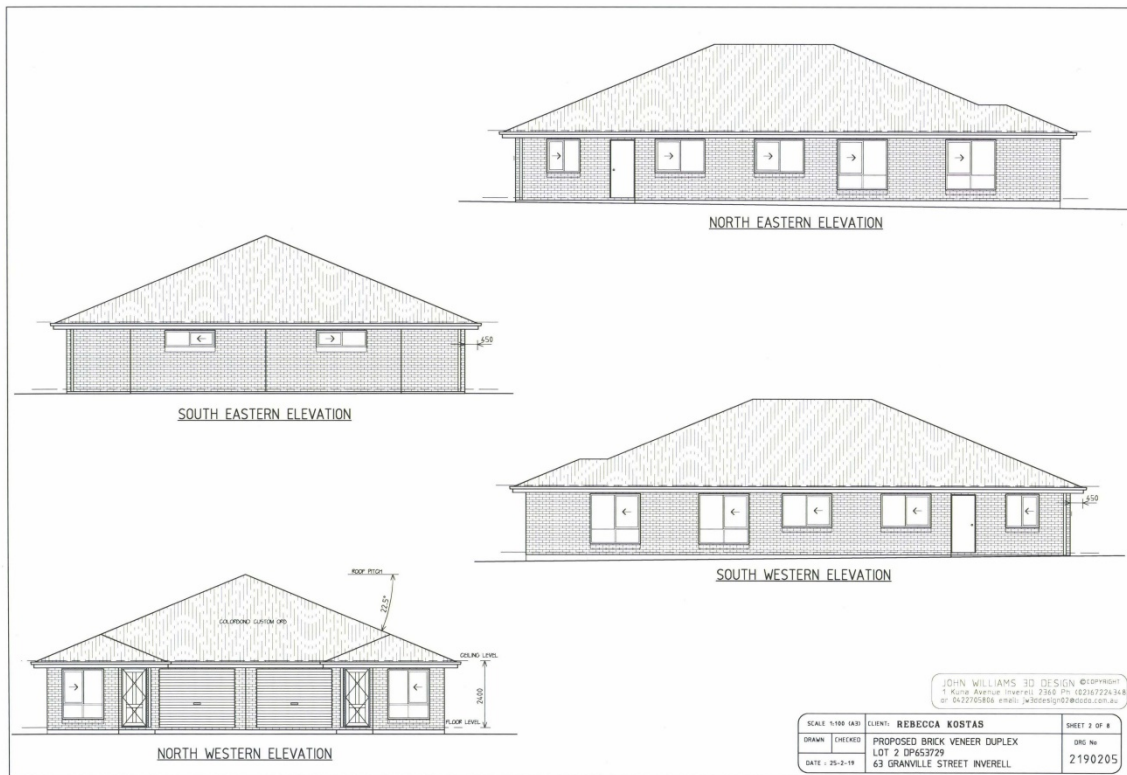 NORTH EASTERN ELEVATION
650
SOUTH EASTERN ELEVATION
650
SOUTH WESTERN ELEVATION
ROOF PITCH
22.5°
COLORBOND CUSTOM ORB
CEILING LEVEL
2400
FLOOR LEVEL
NORTH WESTERN ELEVATION
JOHN WILLIAMS 3D DESIGN ©COPYRIGHT
1 Kuna Avenue Inverell 2360 Ph (02)67224348
or 0422705806 email: jw3ddesign02@dodo.com.au
SCALE 1:100 (A3) CLIENT: REBECCA KOSTAS SHEET 2 OF 8
DRAWN CHECKED PROPOSED BRICK VENEER DUPLEX DRG No
LOT 2 DP653729
DATE : 25-2-19 63 GRANVILLE STREET INVERELL 2190205